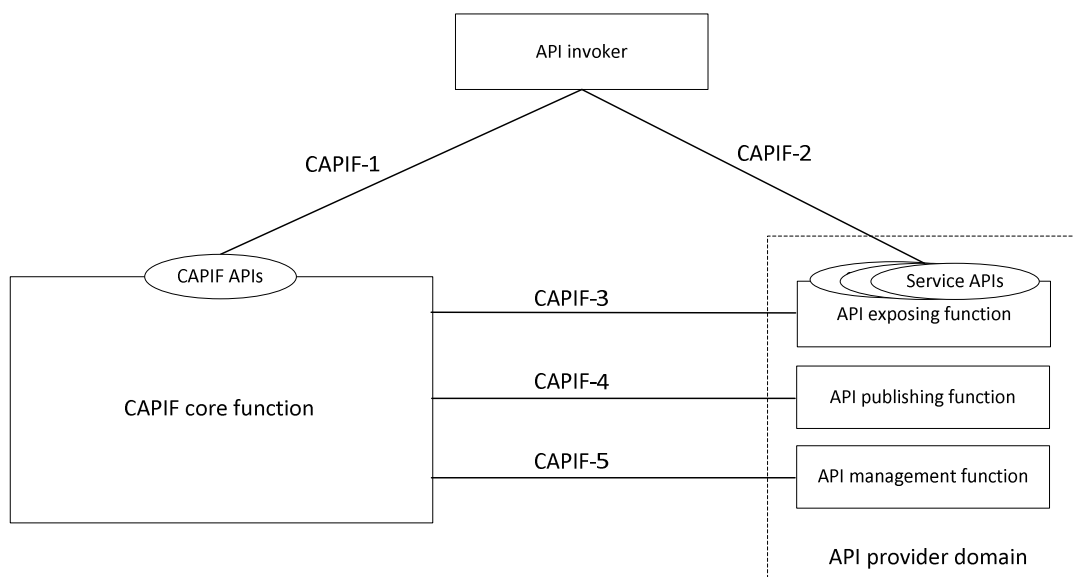 API invoker
CAPIF-1
CAPIF-2
CAPIF APIs
Service APIs
CAPIF-3
API exposing function
CAPIF-4
API publishing function
CAPIF core function
CAPIF-5
API management function
API provider domain